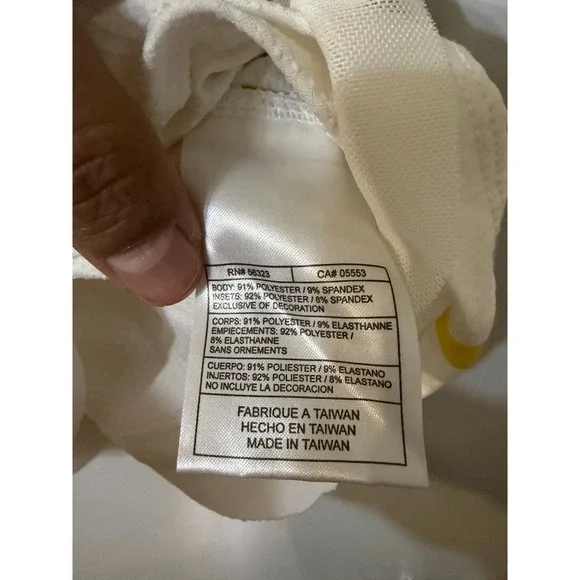 RN# 56323 CA# 05553
BODY: 91% POLYESTER / 9% SPANDEX
INSETS: 92% POLYESTER / 8% SPANDEX
EXCLUSIVE OF DECORATION
CORPS: 91% POLYESTER / 9% ELASTHANNE
EMPIECEMENTS: 92% POLYESTER /
8% ELASTHANNE
SANS ORNEMENTS
CUERPO: 91% POLIESTER / 9% ELASTANO
INJERTOS: 92% POLIESTER / 8% ELASTANO
NO INCLUYE LA DECORACION
FABRIQUE A TAIWAN
HECHO EN TAIWAN
MADE IN TAIWAN